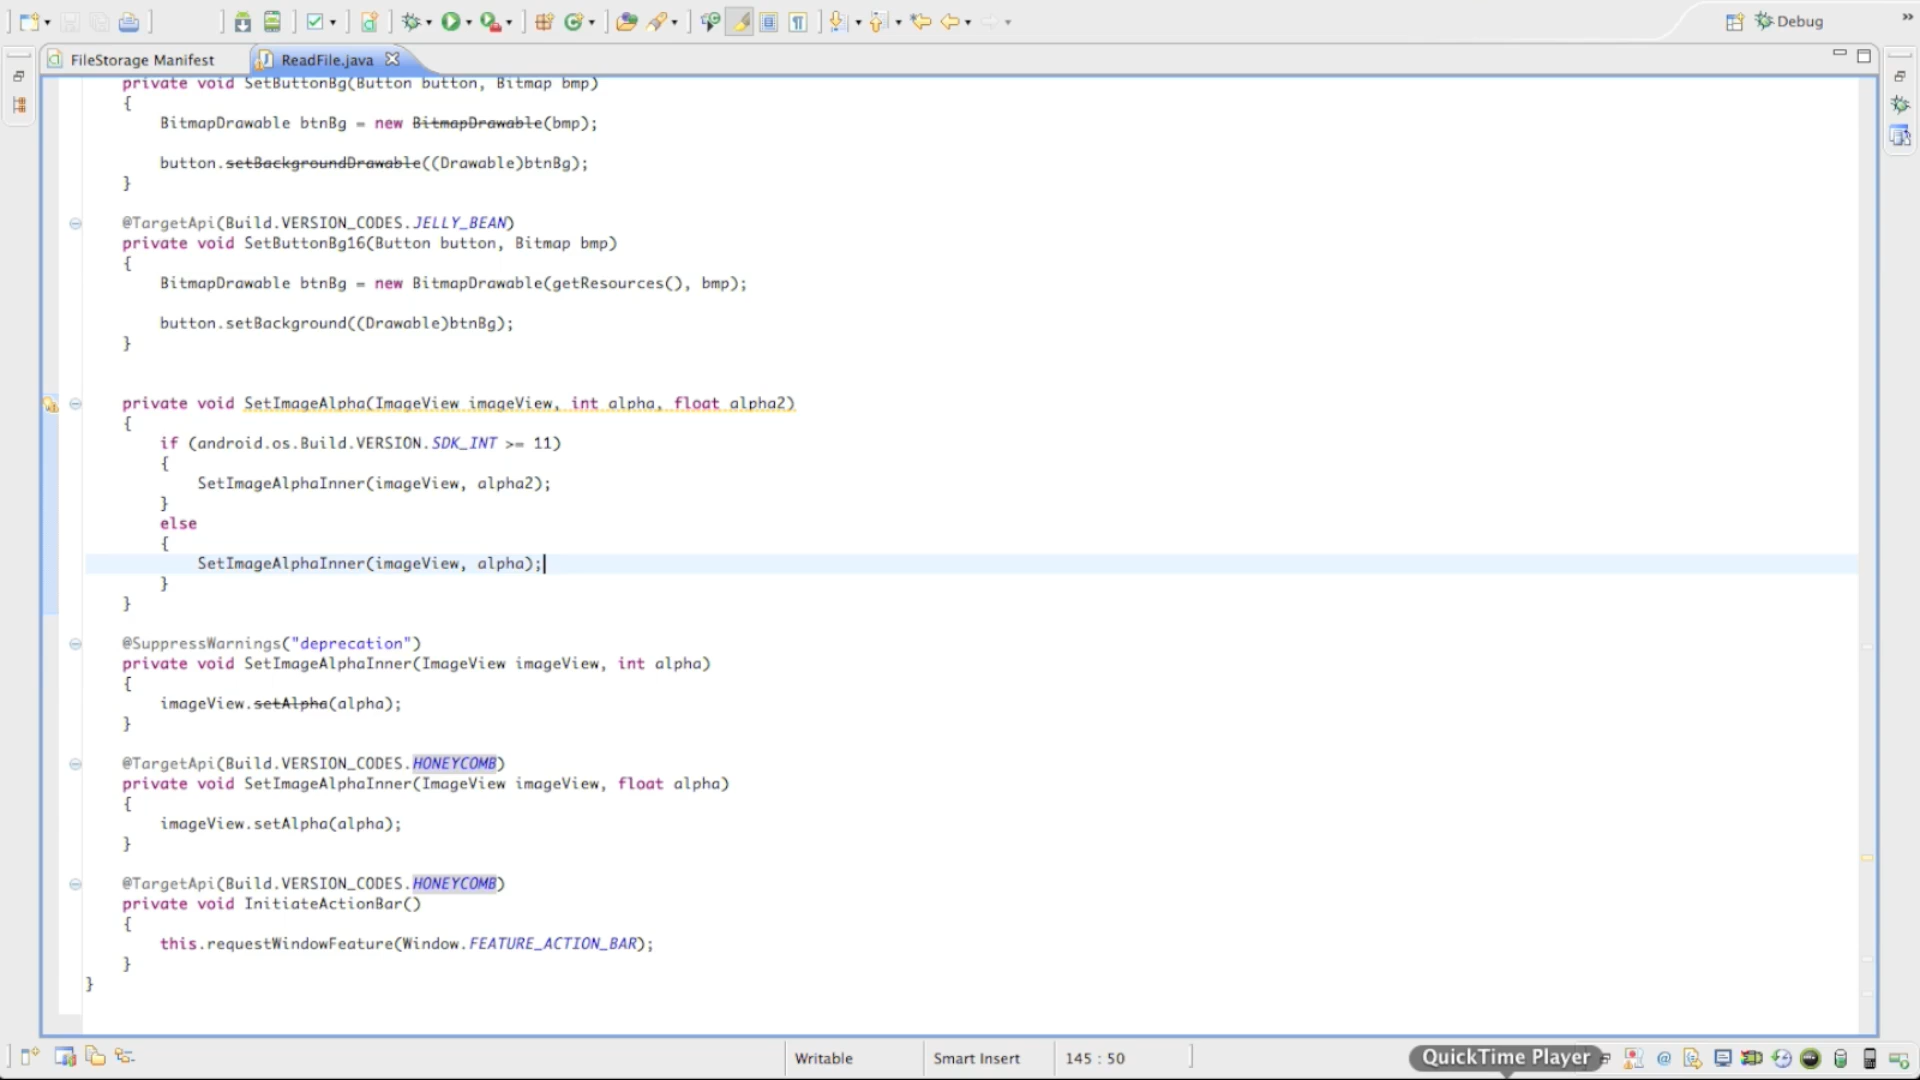 Debug
FileStorage Manifest
ReadFile.java
private void SetButtonBg(Button button, Bitmap bmp)
{
BitmapDrawable btnBg = new BitmapDrawable(bmp);
button.setBackgroundDrawable((Drawable)btnBg);
}
@TargetApi(Build.VERSION_CODES.JELLY_BEAN)
private void SetButtonBg16(Button button, Bitmap bmp)
{
BitmapDrawable btnBg = new BitmapDrawable(getResources(), bmp);
button.setBackground((Drawable)btnBg);
}
private void SetImageAlpha(ImageView imageView, int alpha, float alpha2)
{
if (android.os.Build.VERSION.SDK_INT >= 11)
{
SetImageAlphaInner(imageView, alpha2);
}
else
{
SetImageAlphaInner(imageView, alpha);
}
}
@SuppressWarnings("deprecation")
private void SetImageAlphaInner(ImageView imageView, int alpha)
{
imageView.setAlpha(alpha);
}
@TargetApi(Build.VERSION_CODES.HONEYCOMB)
private void SetImageAlphaInner(ImageView imageView, float alpha)
{
imageView.setAlpha(alpha);
}
@TargetApi(Build.VERSION_CODES.HONEYCOMB)
private void InitiateActionBar()
{
this.requestWindowFeature(Window.FEATURE_ACTION_BAR);
}
}
Writable
Smart Insert
145 : 50
QuickTime Player